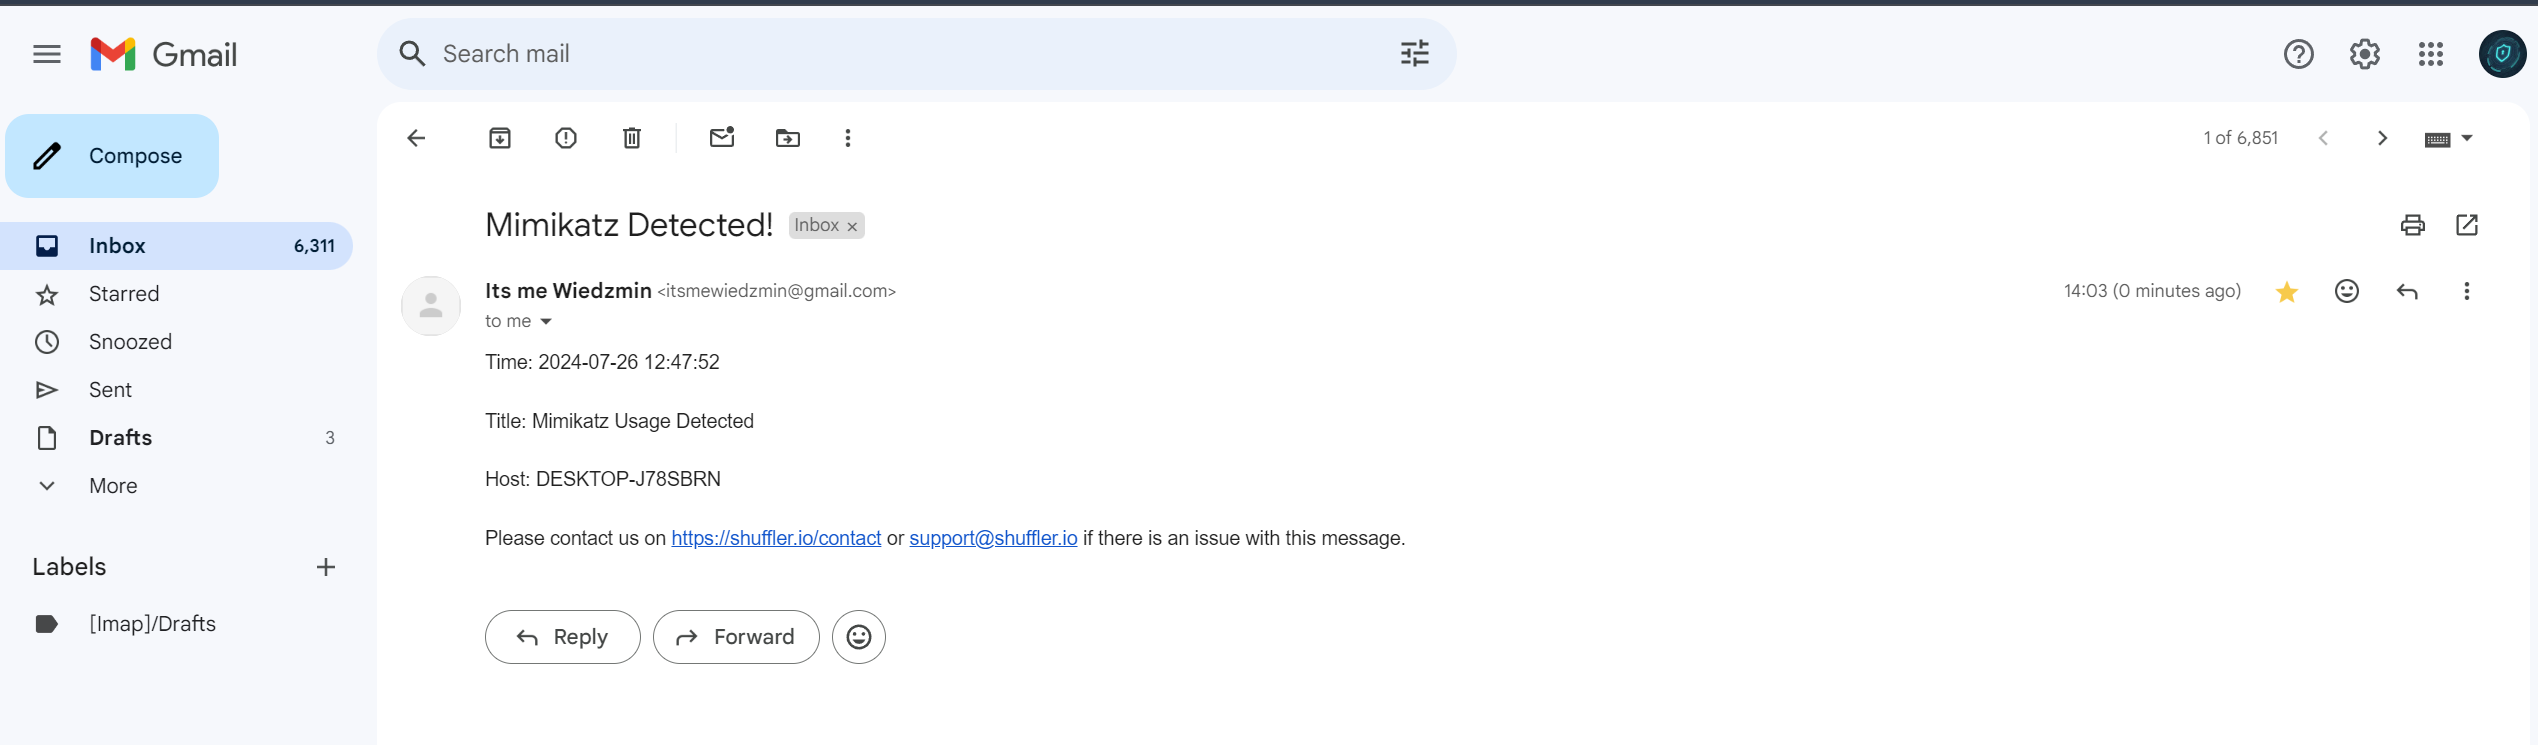 Gmail
Search mail
Compose
1 of 6,851
Inbox 6,311
Starred
Snoozed
Sent
Drafts 3
More
Labels
[Imap]/Drafts
Mimikatz Detected! Inbox ×
Its me Wiedzmin <itsmewiedzmin@gmail.com> 14:03 (0 minutes ago)
to me
Time: 2024-07-26 12:47:52
Title: Mimikatz Usage Detected
Host: DESKTOP-J78SBRN
Please contact us on https://shuffler.io/contact or support@shuffler.io if there is an issue with this message.
Reply Forward